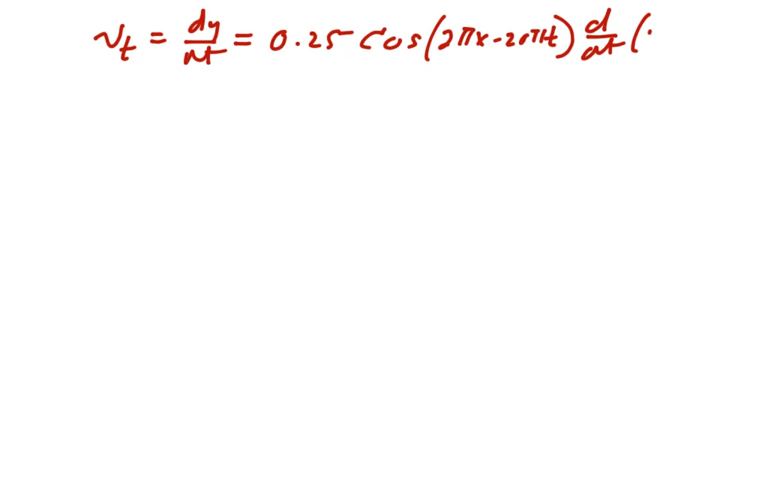 v_t = dy/dt = 0.25 cos(2πx-20πt) d/dt (